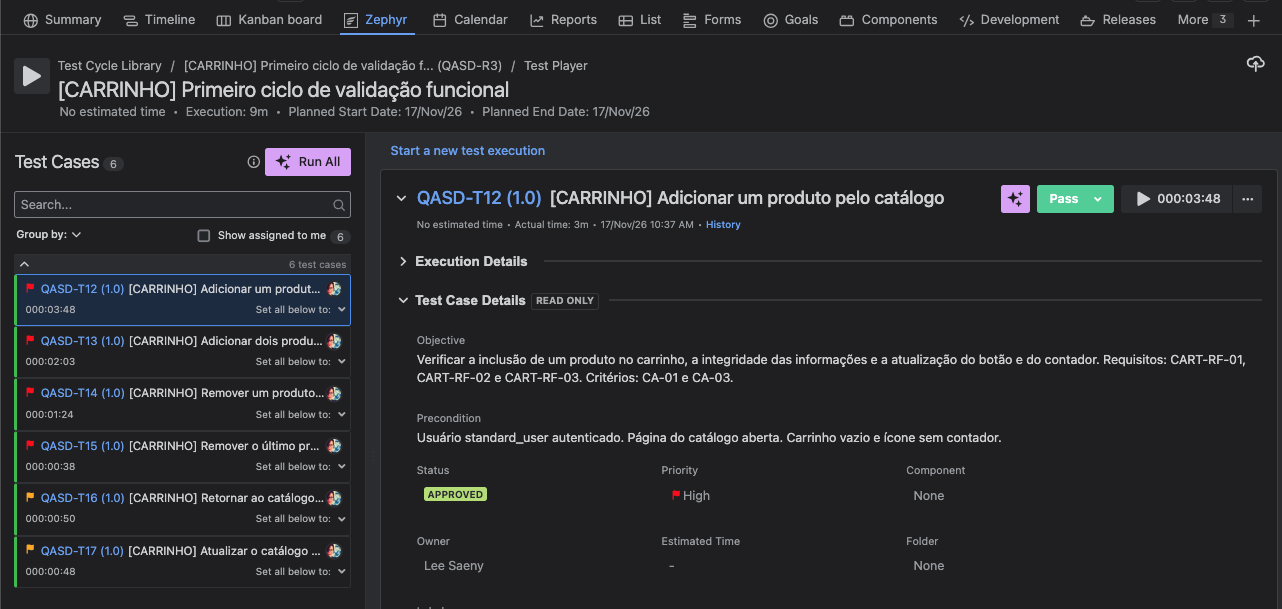 Summary Timeline Kanban board Zephyr Calendar Reports List Forms Goals Components Development Releases More 3
Test Cycle Library / [CARRINHO] Primeiro ciclo de validação f... (QASD-R3) / Test Player
[CARRINHO] Primeiro ciclo de validação funcional
No estimated time • Execution: 9m • Planned Start Date: 17/Nov/26 • Planned End Date: 17/Nov/26
Test Cases 6
Run All
Search...
Group by:
Show assigned to me 6
6 test cases
QASD-T12 (1.0) [CARRINHO] Adicionar um produt...
000:03:48 Set all below to:
QASD-T13 (1.0) [CARRINHO] Adicionar dois produ...
000:02:03 Set all below to:
QASD-T14 (1.0) [CARRINHO] Remover um produto...
000:01:24 Set all below to:
QASD-T15 (1.0) [CARRINHO] Remover o último pr...
000:00:38 Set all below to:
QASD-T16 (1.0) [CARRINHO] Retornar ao catálogo...
000:00:50 Set all below to:
QASD-T17 (1.0) [CARRINHO] Atualizar o catálogo ...
000:00:48 Set all below to:
Start a new test execution
QASD-T12 (1.0) [CARRINHO] Adicionar um produto pelo catálogo
Pass
000:03:48
No estimated time • Actual time: 3m • 17/Nov/26 10:37 AM • History
Execution Details
Test Case Details READ ONLY
Objective
Verificar a inclusão de um produto no carrinho, a integridade das informações e a atualização do botão e do contador. Requisitos: CART-RF-01,
CART-RF-02 e CART-RF-03. Critérios: CA-01 e CA-03.
Precondition
Usuário standard_user autenticado. Página do catálogo aberta. Carrinho vazio e ícone sem contador.
Status Priority Component
APPROVED High None
Owner Estimated Time Folder
Lee Saeny - None